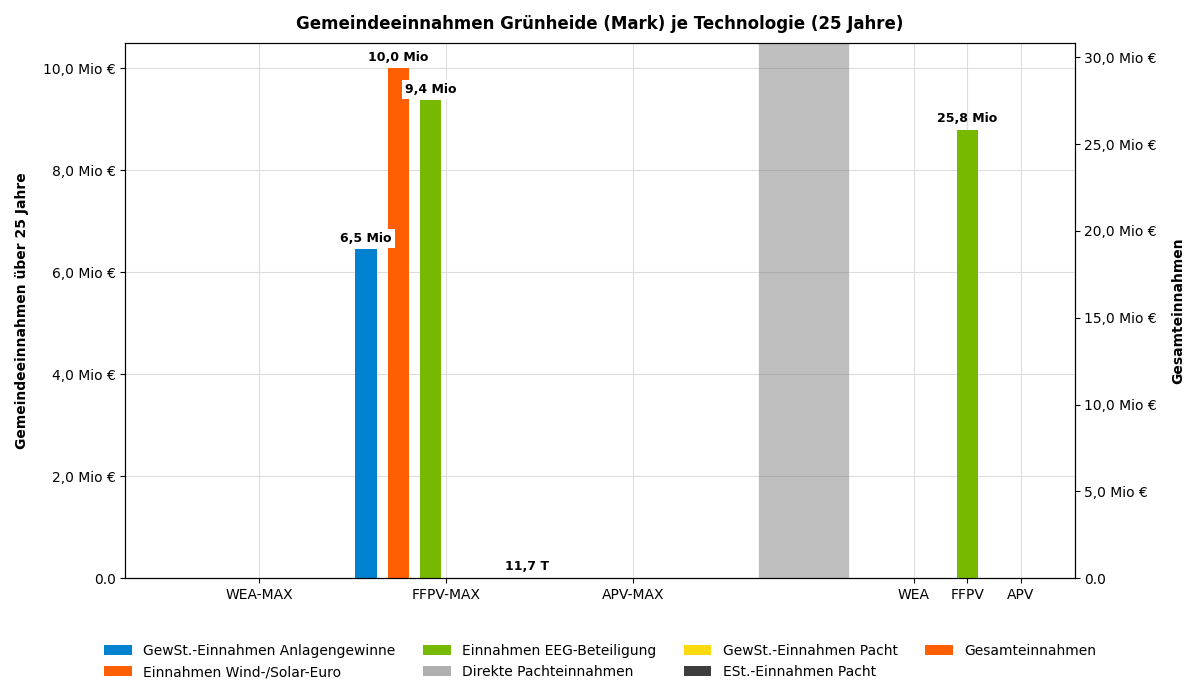 Gemeindeeinnahmen Grünheide (Mark) je Technologie (25 Jahre)
Gemeindeeinnahmen über 25 Jahre
10,0 Mio €
8,0 Mio €
6,0 Mio €
4,0 Mio €
2,0 Mio €
0.0
6,5 Mio
10,0 Mio
9,4 Mio
11,7 T
25,8 Mio
30,0 Mio €
25,0 Mio €
20,0 Mio €
15,0 Mio €
10,0 Mio €
5,0 Mio €
0.0
Gesamteinnahmen
WEA-MAX
FFPV-MAX
APV-MAX
WEA
FFPV
APV
GewSt.-Einnahmen Anlagengewinne
Einnahmen Wind-/Solar-Euro
Einnahmen EEG-Beteiligung
Direkte Pachteinnahmen
GewSt.-Einnahmen Pacht
ESt.-Einnahmen Pacht
Gesamteinnahmen